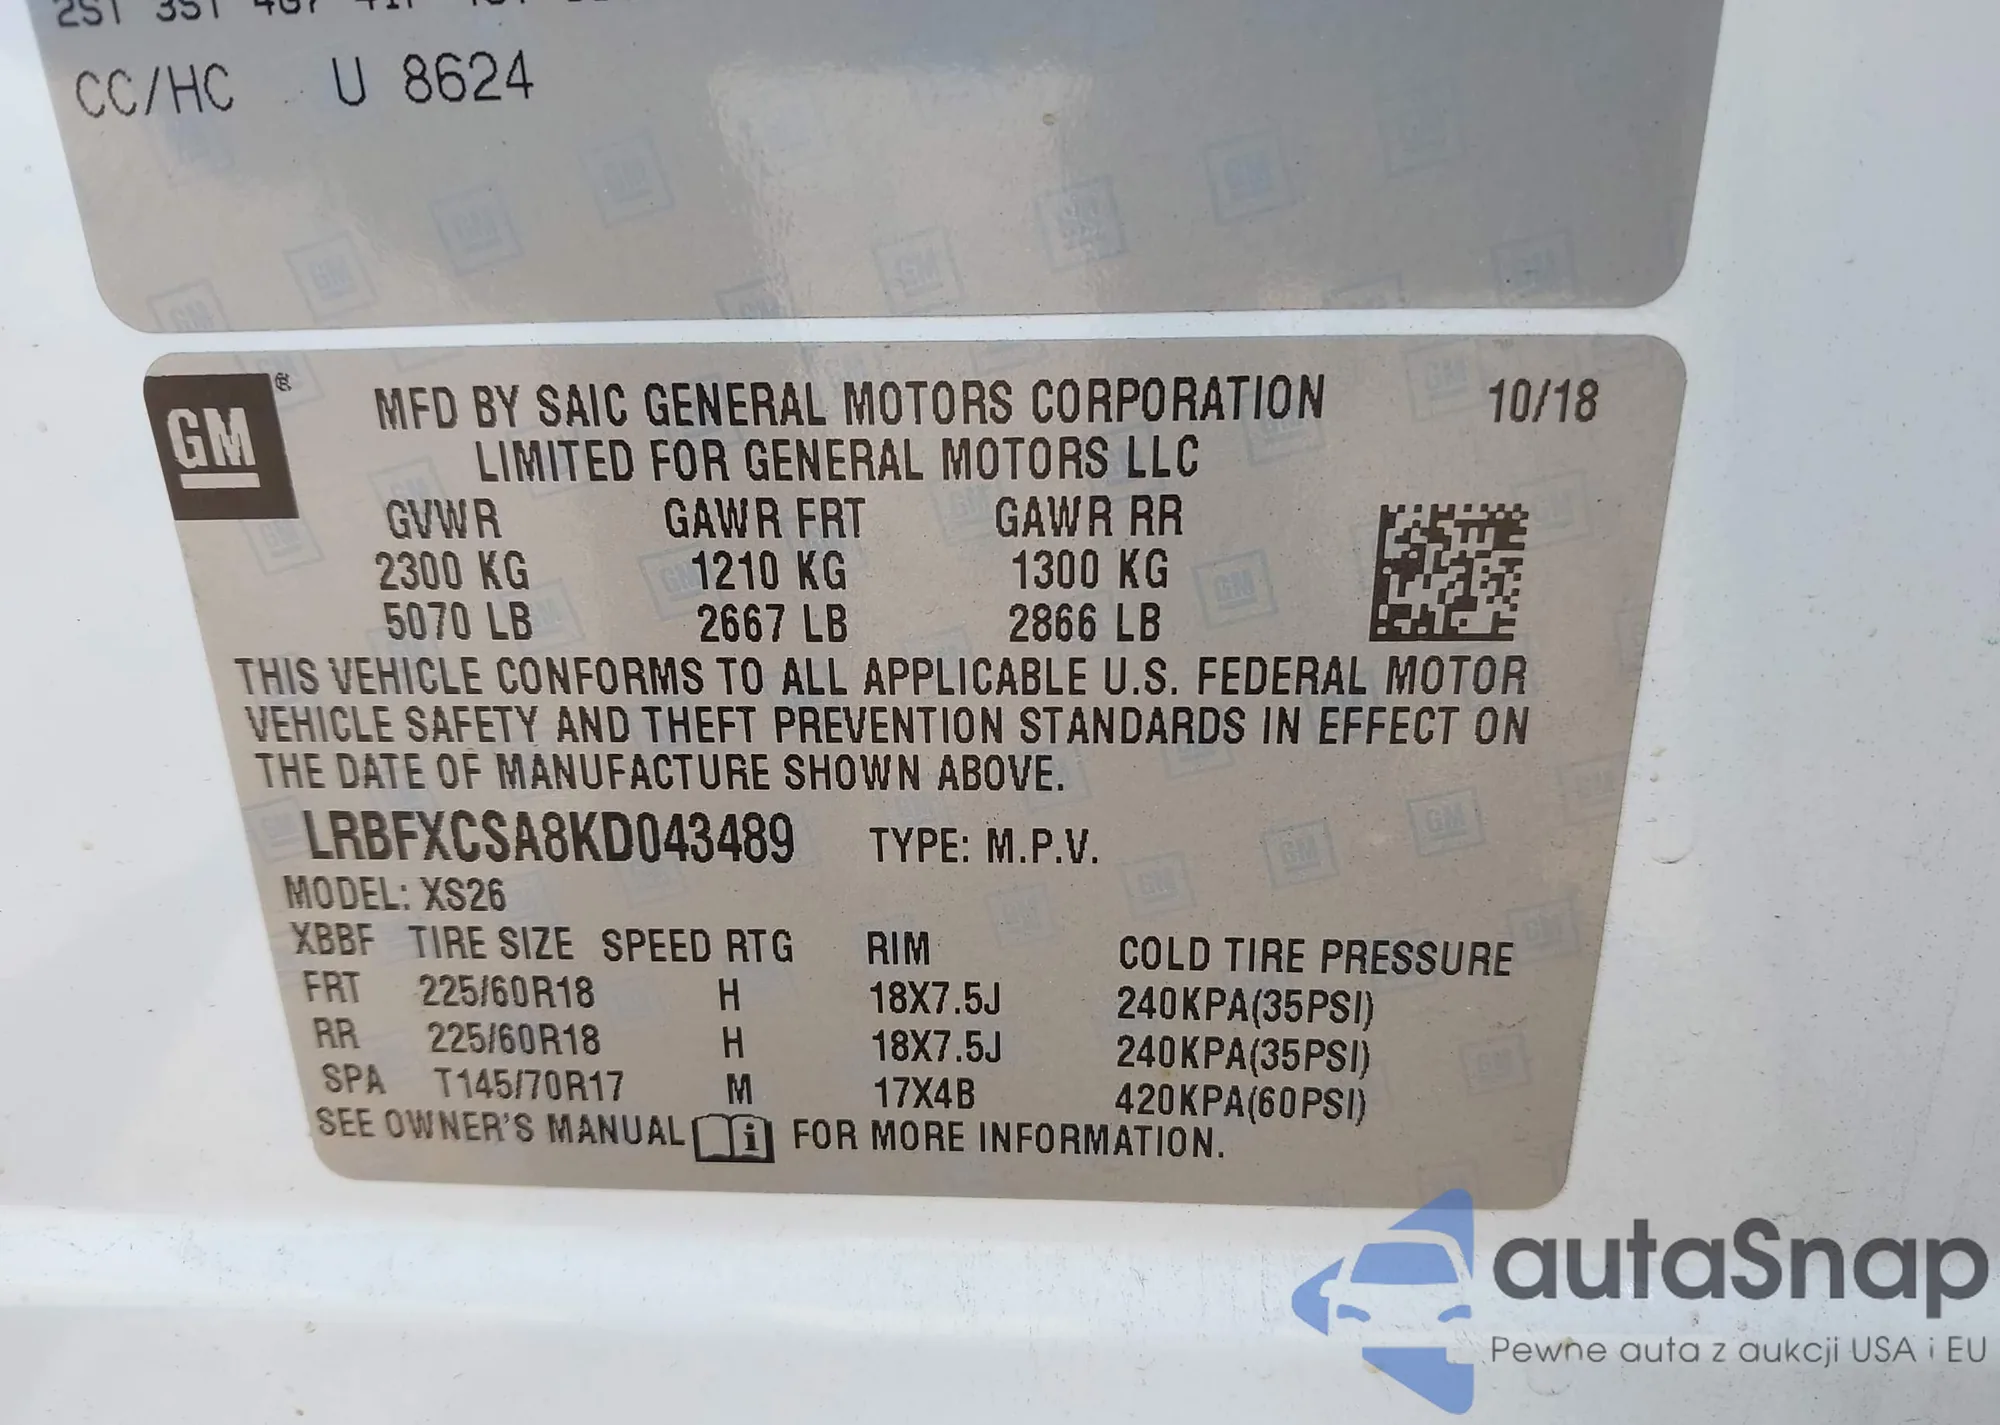 CC/HC U 8624
GM
MFD BY SAIC GENERAL MOTORS CORPORATION 10/18
LIMITED FOR GENERAL MOTORS LLC
GVWR GAWR FRT GAWR RR
2300 KG 1210 KG 1300 KG
5070 LB 2667 LB 2866 LB
THIS VEHICLE CONFORMS TO ALL APPLICABLE U.S. FEDERAL MOTOR
VEHICLE SAFETY AND THEFT PREVENTION STANDARDS IN EFFECT ON
THE DATE OF MANUFACTURE SHOWN ABOVE.
LRBFXCSA8KD043489 TYPE: M.P.V.
MODEL: XS26
XBBF TIRE SIZE SPEED RTG RIM COLD TIRE PRESSURE
FRT 225/60R18 H 18X7.5J 240KPA(35PSI)
RR 225/60R18 H 18X7.5J 240KPA(35PSI)
SPA T145/70R17 M 17X4B 420KPA(60PSI)
SEE OWNER'S MANUAL i FOR MORE INFORMATION.
autaSnap
Pewne auta z aukcji USA i EU